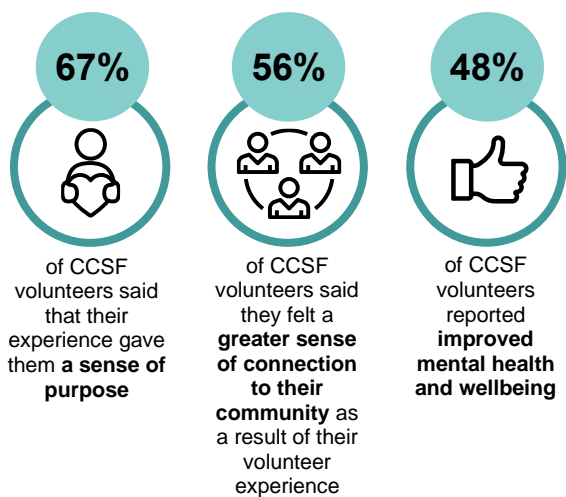 67%
of CCSF
volunteers said
that their
experience gave
them a sense of
purpose
56%
of CCSF
volunteers said
they felt a
greater sense
of connection
to their
community as
a result of their
volunteer
experience
48%
of CCSF
volunteers
reported
improved
mental health
and wellbeing